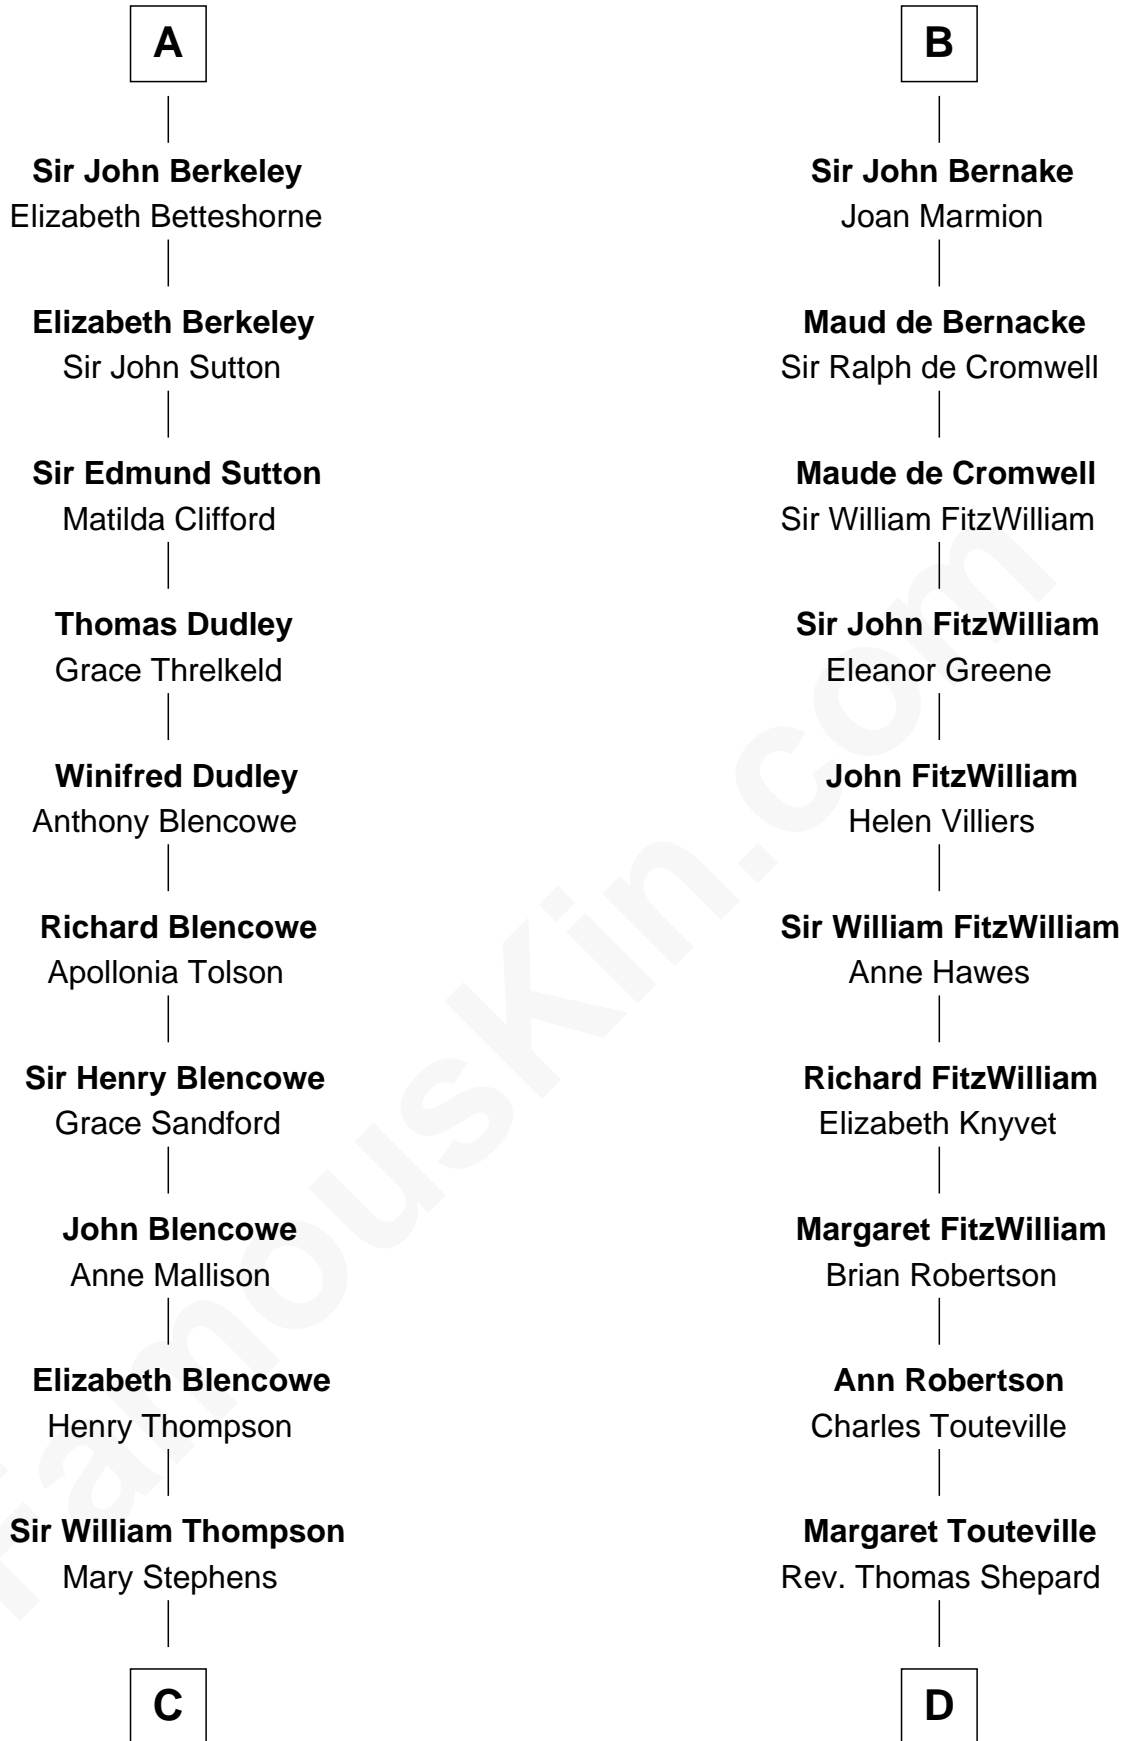 A
Sir John Berkeley
Elizabeth Betteshorne
Elizabeth Berkeley
Sir John Sutton
Sir Edmund Sutton
Matilda Clifford
Thomas Dudley
Grace Threlkeld
Winifred Dudley
Anthony Blencowe
Richard Blencowe
Apollonia Tolson
Sir Henry Blencowe
Grace Sandford
John Blencowe
Anne Mallison
Elizabeth Blencowe
Henry Thompson
Sir William Thompson
Mary Stephens
C
B
Sir John Bernake
Joan Marmion
Maud de Bernacke
Sir Ralph de Cromwell
Maude de Cromwell
Sir William FitzWilliam
Sir John FitzWilliam
Eleanor Greene
John FitzWilliam
Helen Villiers
Sir William FitzWilliam
Anne Hawes
Richard FitzWilliam
Elizabeth Knyvet
Margaret FitzWilliam
Brian Robertson
Ann Robertson
Charles Touteville
Margaret Touteville
Rev. Thomas Shepard
D
FamousKin.com